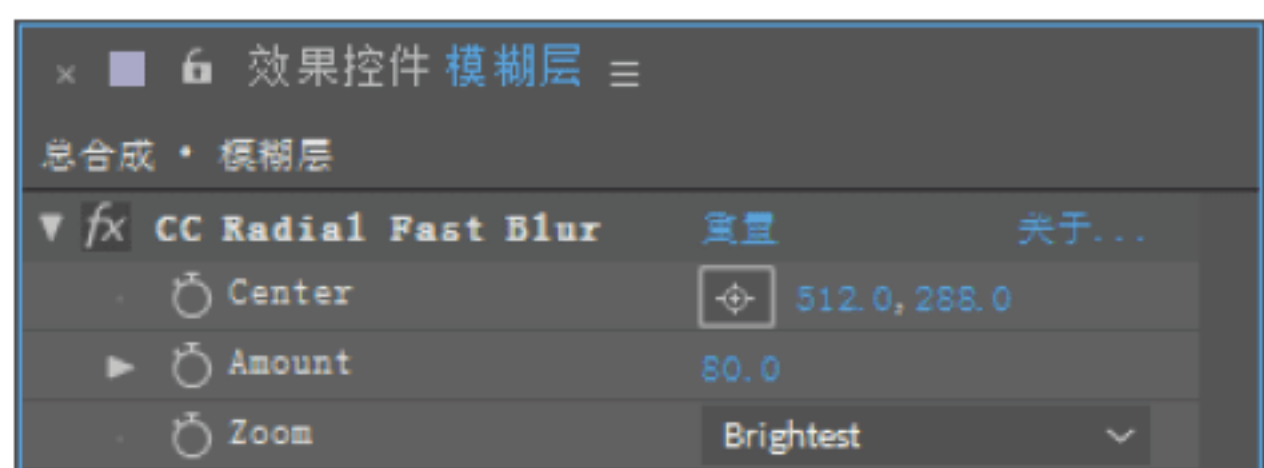 效果控件 模糊层
总合成 • 模糊层
fx CC Radial Fast Blur 重置 关于...
Center 512.0,288.0
Amount 80.0
Zoom Brightest